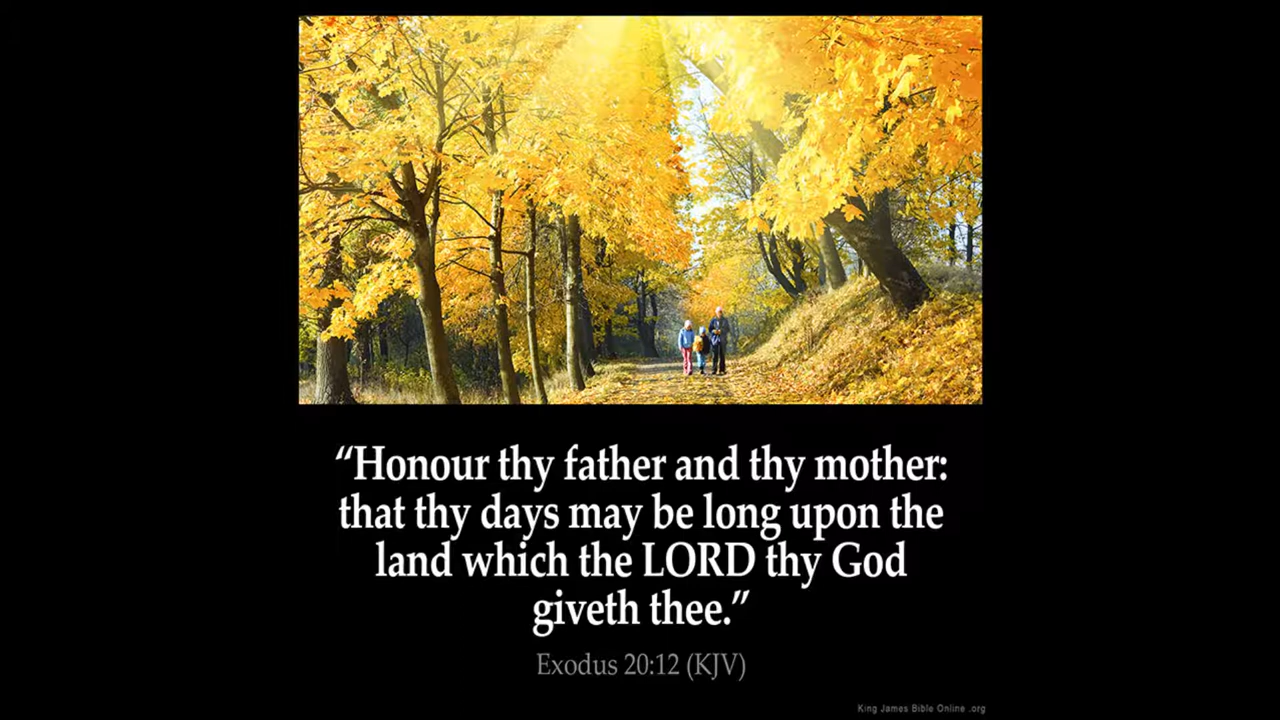 “Honour thy father and thy mother:
that thy days may be long upon the
land which the LORD thy God
giveth thee.”
Exodus 20:12 (KJV)
King James Bible Online .org